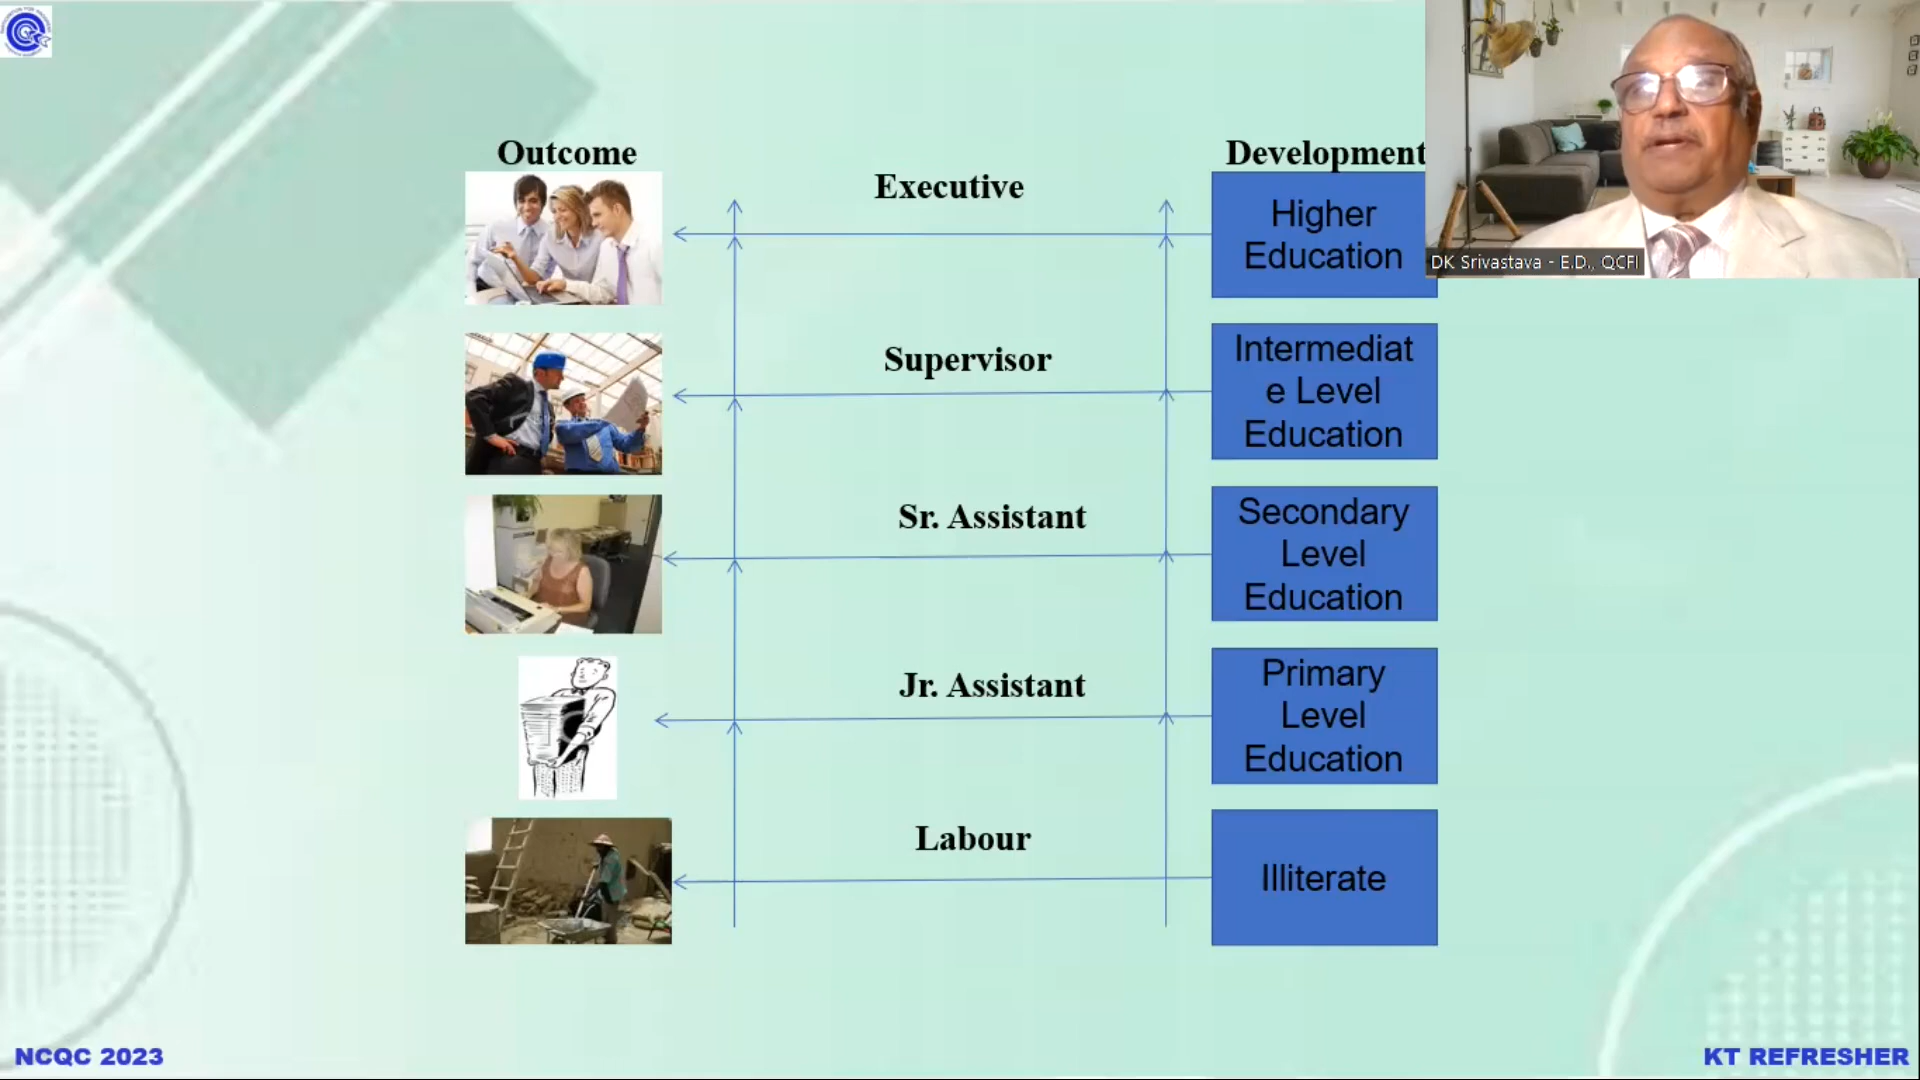 Outcome
Development
Executive
Higher
Education
DK Srivastava - E.D., QCFI
Supervisor
Intermediat
e Level
Education
Sr. Assistant
Secondary
Level
Education
Jr. Assistant
Primary
Level
Education
Labour
Illiterate
NCQC 2023
KT REFRESHER